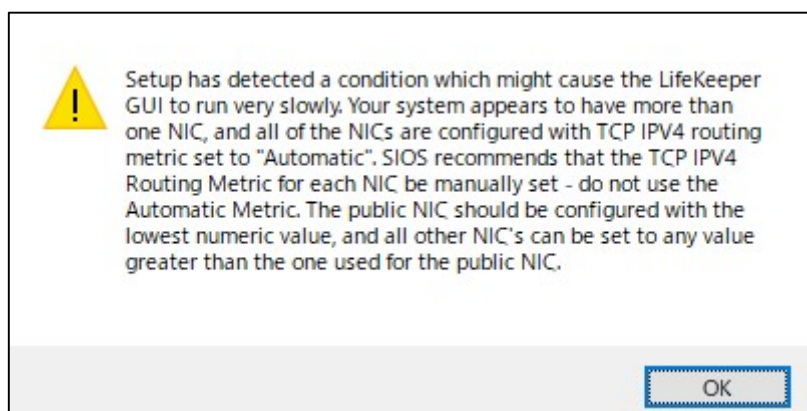 Setup has detected a condition which might cause the LifeKeeper
GUI to run very slowly. Your system appears to have more than
one NIC, and all of the NICs are configured with TCP IPV4 routing
metric set to "Automatic". SIOS recommends that the TCP IPV4
Routing Metric for each NIC be manually set - do not use the
Automatic Metric. The public NIC should be configured with the
lowest numeric value, and all other NIC's can be set to any value
greater than the one used for the public NIC.
OK